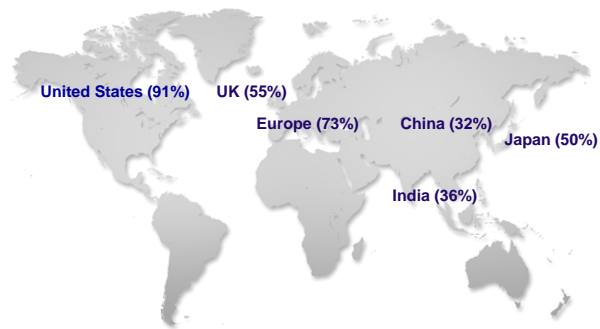 United States (91%)
UK (55%)
Europe (73%)
China (32%)
Japan (50%)
India (36%)